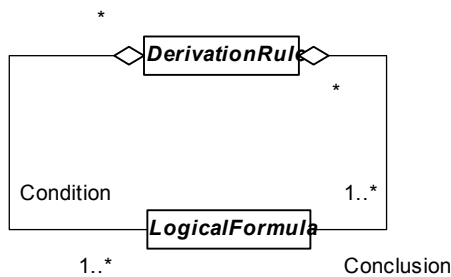 *
DerivationRule
*
Condition
1..*
LogicalFormula
1..*
Conclusion